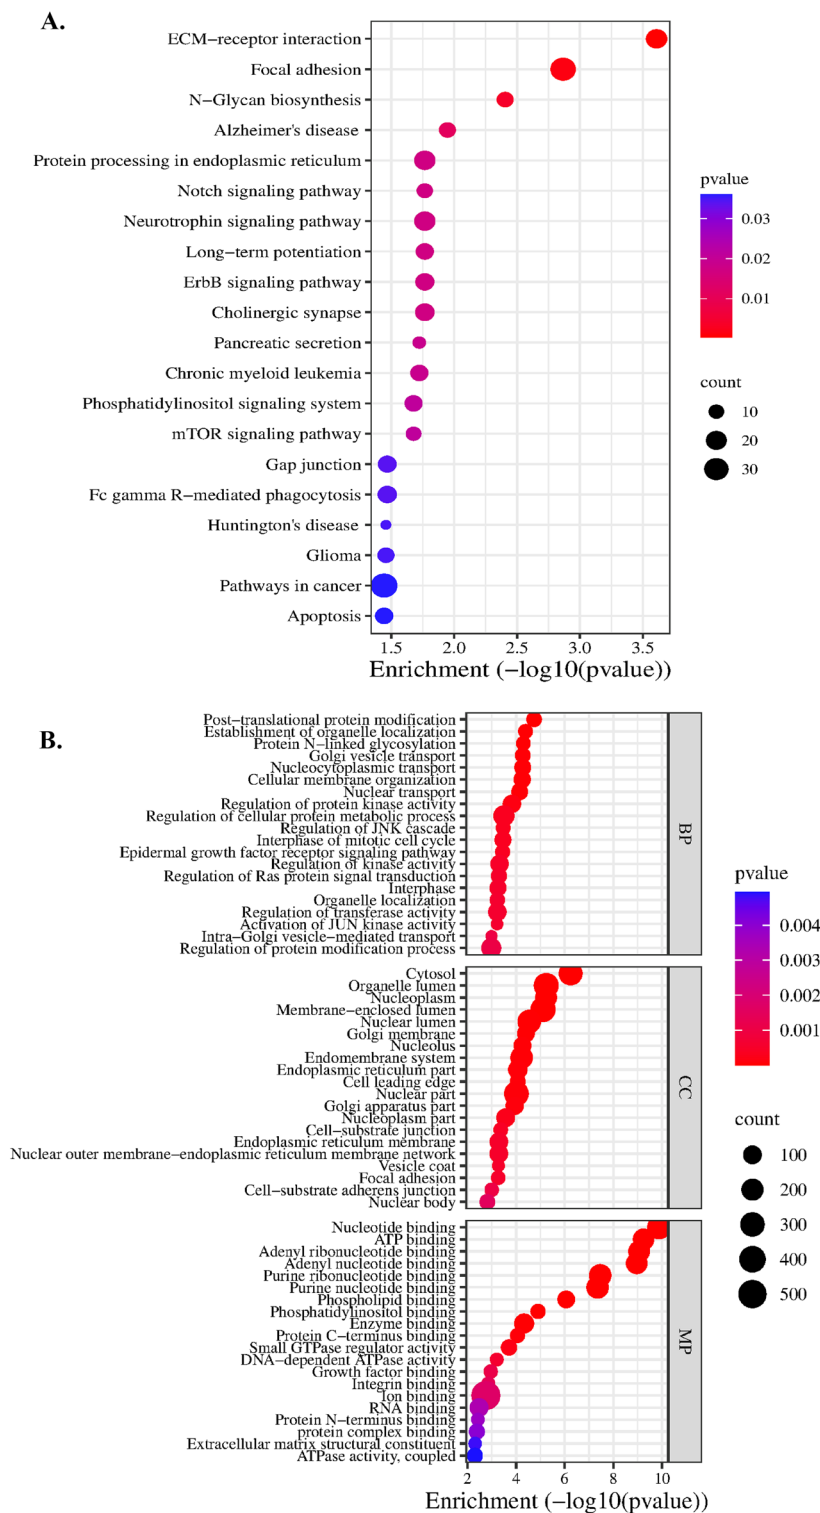 A.
ECM−receptor interaction
Focal adhesion
N−Glycan biosynthesis
Alzheimer's disease
Protein processing in endoplasmic reticulum
Notch signaling pathway
Neurotrophin signaling pathway
Long−term potentiation
ErbB signaling pathway
Cholinergic synapse
Pancreatic secretion
Chronic myeloid leukemia
Phosphatidylinositol signaling system
mTOR signaling pathway
Gap junction
Fc gamma R−mediated phagocytosis
Huntington's disease
Glioma
Pathways in cancer
Apoptosis
1.5 2.0 2.5 3.0 3.5
Enrichment (−log10(pvalue))
pvalue
0.03
0.02
0.01
count
10
20
30
B.
Post−translational protein modification
Establishment of organelle localization
Protein N−linked glycosylation
Golgi vesicle transport
Nucleocytoplasmic transport
Cellular membrane organization
Nuclear transport
Regulation of protein kinase activity
Regulation of cellular protein metabolic process
Regulation of JNK cascade
Interphase of mitotic cell cycle
Epidermal growth factor receptor signaling pathway
Regulation of kinase activity
Regulation of Ras protein signal transduction
Interphase
Organelle localization
Regulation of transferase activity
Activation of JUN kinase activity
Intra−Golgi vesicle−mediated transport
Regulation of protein modification process
BP
Cytosol
Organelle lumen
Nucleoplasm
Membrane−enclosed lumen
Nuclear lumen
Golgi membrane
Nucleolus
Endomembrane system
Endoplasmic reticulum part
Cell leading edge
Nuclear part
Golgi apparatus part
Nucleoplasm part
Cell−substrate junction
Endoplasmic reticulum membrane
Nuclear outer membrane−endoplasmic reticulum membrane network
Vesicle coat
Focal adhesion
Cell−substrate adherens junction
Nuclear body
CC
Nucleotide binding
ATP binding
Adenyl ribonucleotide binding
Adenyl nucleotide binding
Purine ribonucleotide binding
Purine nucleotide binding
Phospholipid binding
Phosphatidylinositol binding
Enzyme binding
Protein C−terminus binding
Small GTPase regulator activity
DNA−dependent ATPase activity
Growth factor binding
Integrin binding
Ion binding
RNA binding
Protein N−terminus binding
protein complex binding
Extracellular matrix structural constituent
ATPase activity, coupled
MP
2 4 6 8 10
Enrichment (−log10(pvalue))
pvalue
0.004
0.003
0.002
0.001
count
100
200
300
400
500